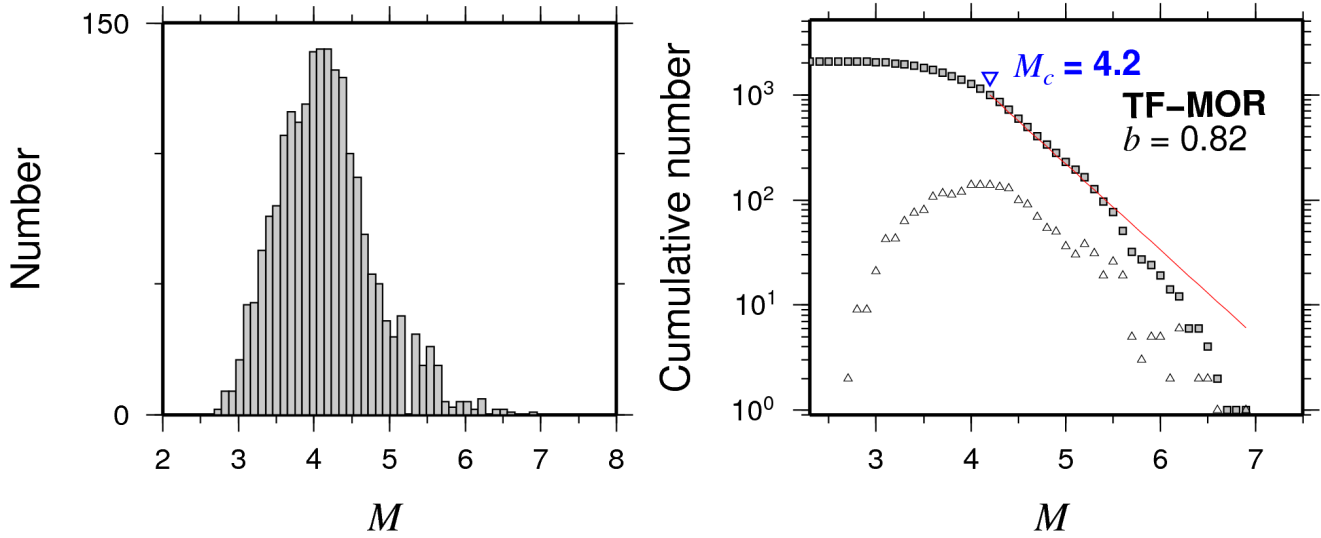 150
0
Number
2 3 4 5 6 7 8
M
Cumulative number
10³
10²
10¹
10⁰
Mc = 4.2
TF−MOR
b = 0.82
3 4 5 6 7
M